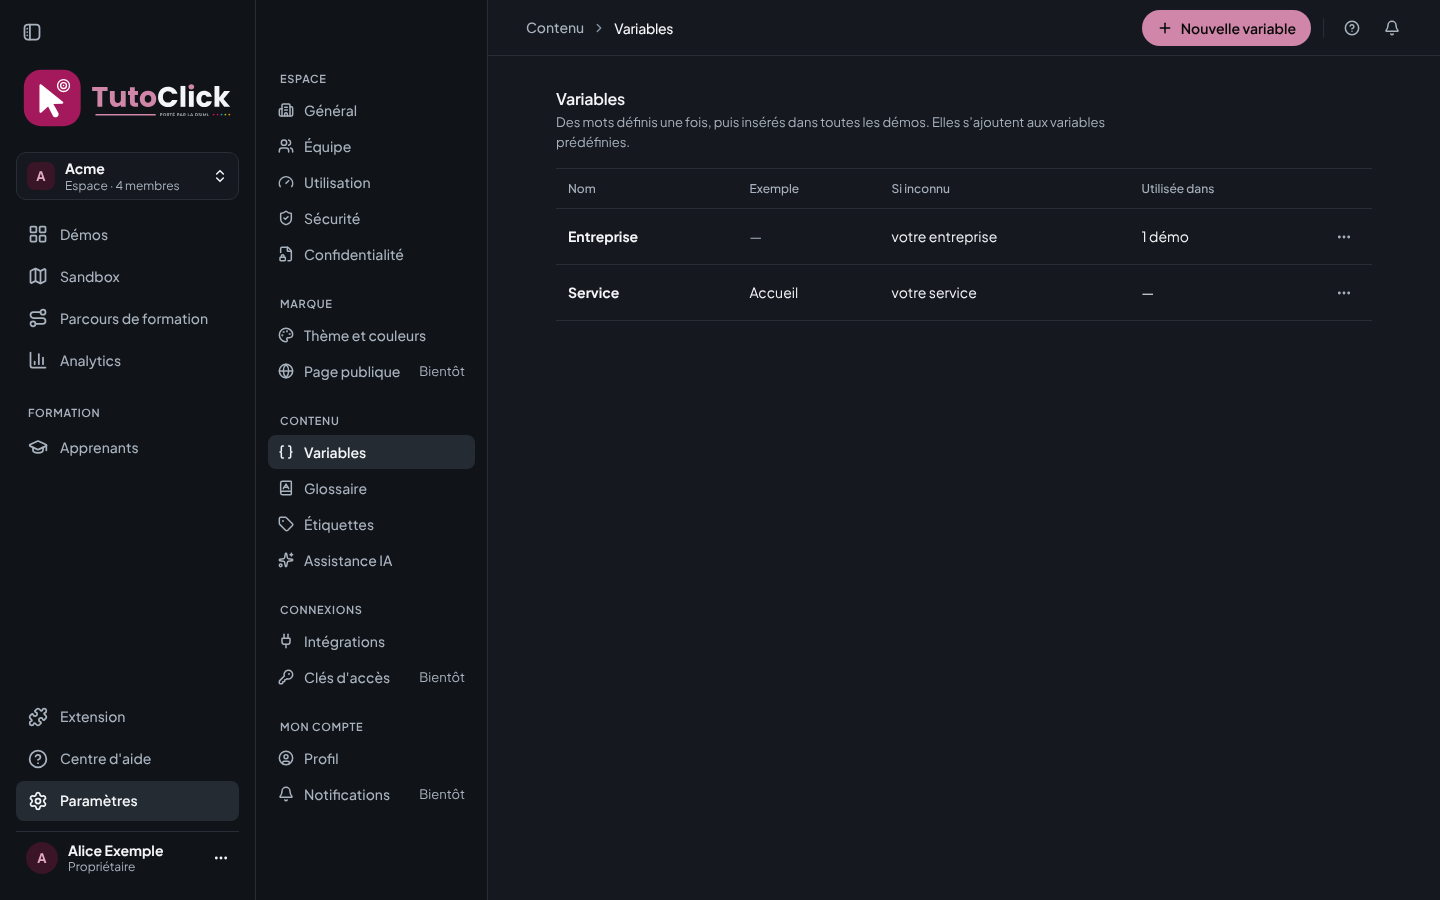 TutoClick
PORTÉ PAR LA DSIML
A
Acme
Espace · 4 membres
Démos
Sandbox
Parcours de formation
Analytics
FORMATION
Apprenants
Extension
Centre d'aide
Paramètres
A
Alice Exemple
Propriétaire
ESPACE
Général
Équipe
Utilisation
Sécurité
Confidentialité
MARQUE
Thème et couleurs
Page publique Bientôt
CONTENU
Variables
Glossaire
Étiquettes
Assistance IA
CONNEXIONS
Intégrations
Clés d'accès Bientôt
MON COMPTE
Profil
Notifications Bientôt
Contenu > Variables
+ Nouvelle variable
Variables
Des mots définis une fois, puis insérés dans toutes les démos. Elles s'ajoutent aux variables
prédéfinies.
Nom Exemple Si inconnu Utilisée dans
Entreprise — votre entreprise 1 démo
Service Accueil votre service —